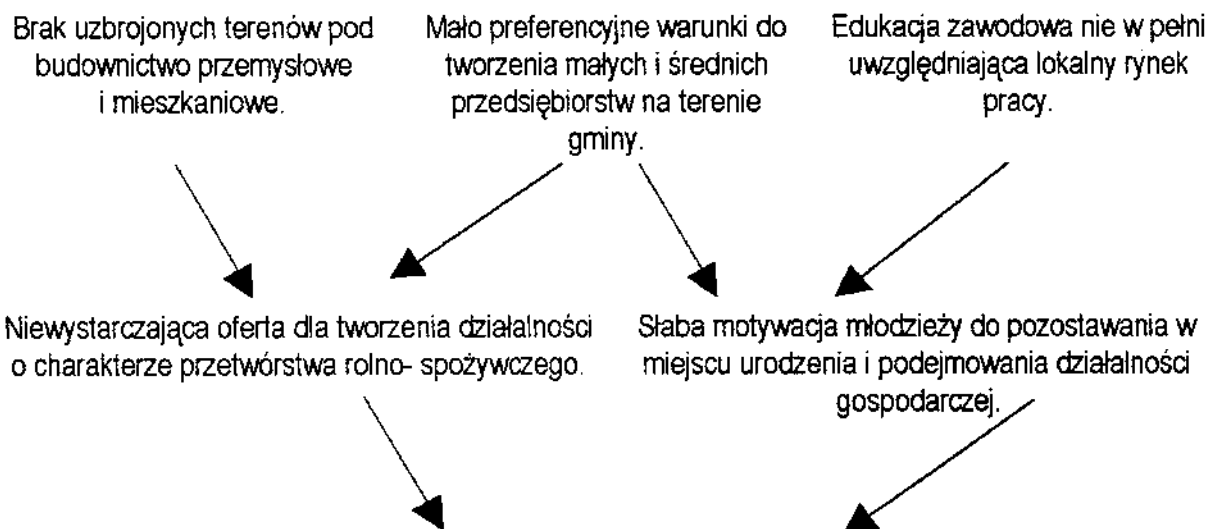 Brak uzbrojonych terenów pod
budownictwo przemysłowe
i mieszkaniowe.
Mało preferencyjne warunki do
tworzenia małych i średnich
przedsiębiorstw na terenie
gminy.
Edukacja zawodowa nie w pełni
uwzględniająca lokalny rynek
pracy.
Niewystarczająca oferta dla tworzenia działalności
o charakterze przetwórstwa rolno- spożywczego.
Słaba motywacja młodzieży do pozostawania w
miejscu urodzenia i podejmowania działalności
gospodarczej.